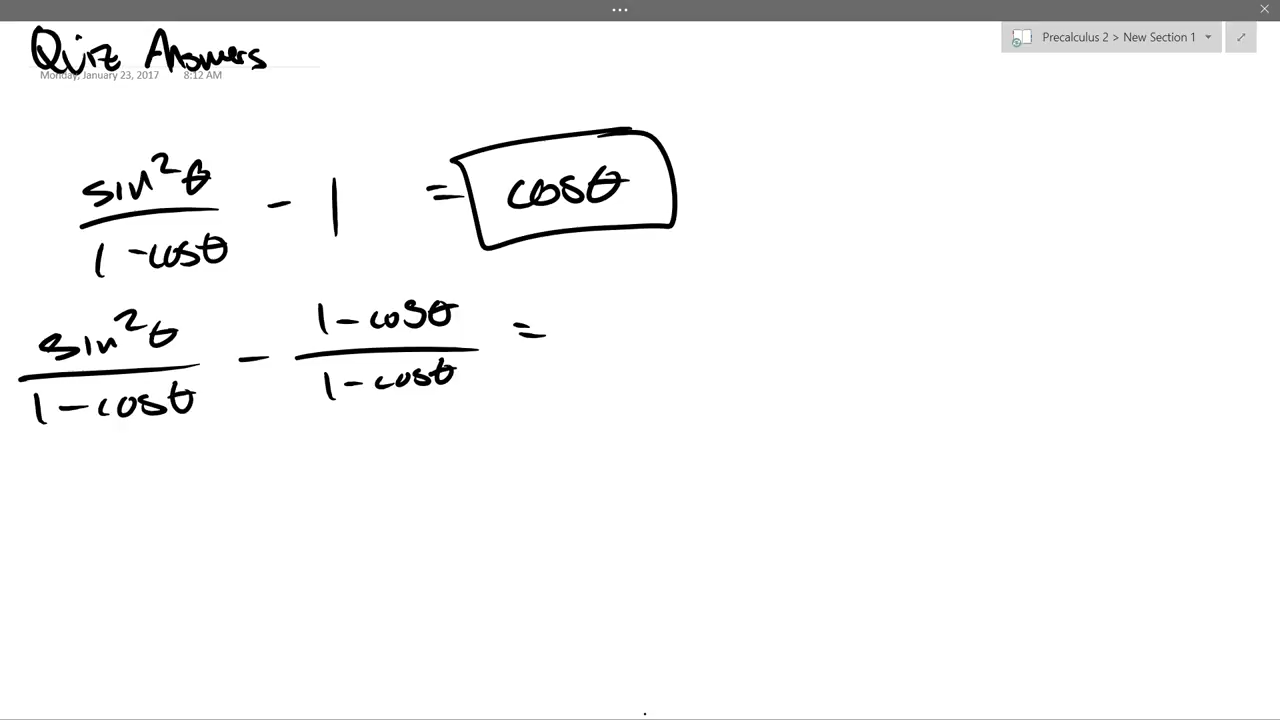 ...
Quiz Answers
Precalculus 2 > New Section 1
Monday, January 23, 2017 8:12 AM
sin²θ / 1 - cosθ - 1 = cosθ
sin²θ / 1 - cosθ - 1 - cosθ / 1 - cosθ =